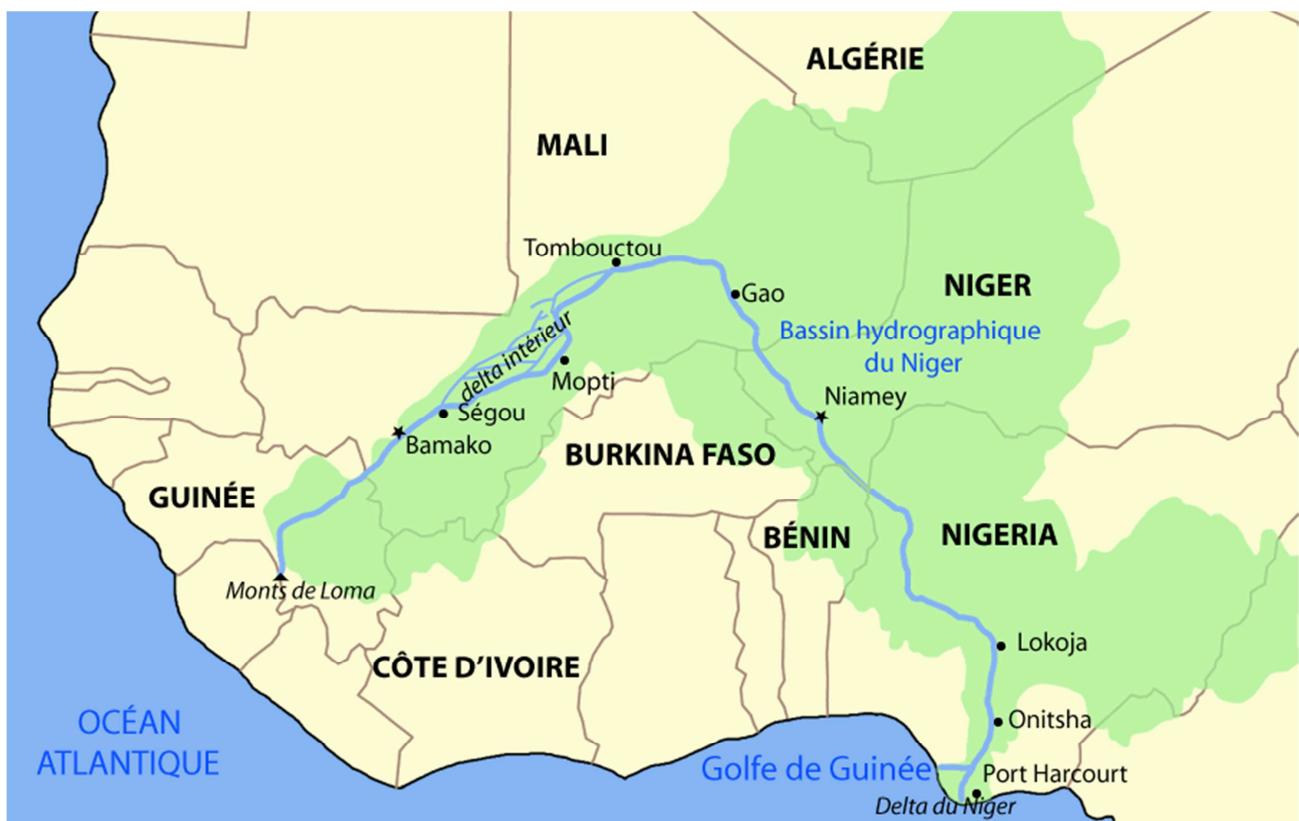 ALGÉRIE
MALI
Tombouctou
Gao
NIGER
Bassin hydrographique
du Niger
delta intérieur
Mopti
Niamey
Ségou
Bamako
BURKINA FASO
GUINÉE
BÉNIN
NIGERIA
Monts de Loma
Lokoja
CÔTE D’IVOIRE
OCÉAN
ATLANTIQUE
Onitsha
Golfe de Guinée
Port Harcourt
Delta du Niger